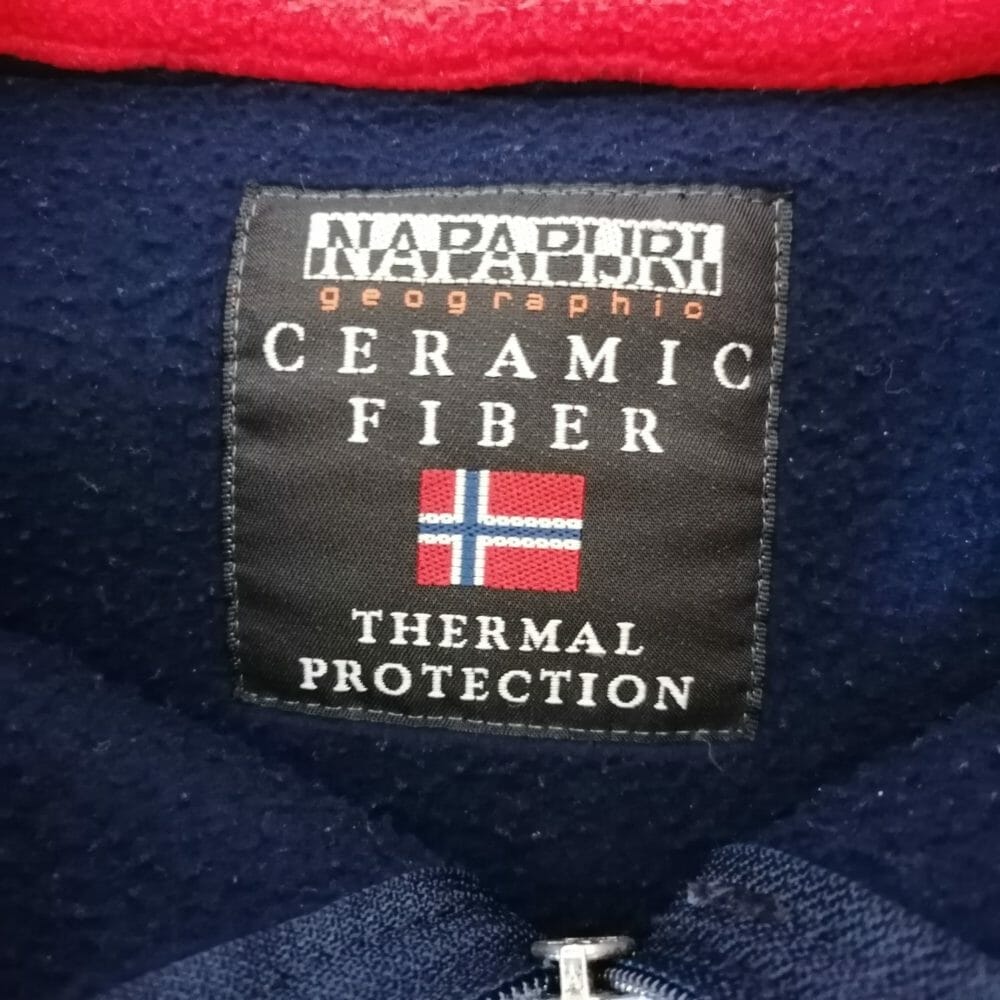 NAPAPIJRI
geographic
CERAMIC
FIBER
THERMAL
PROTECTION